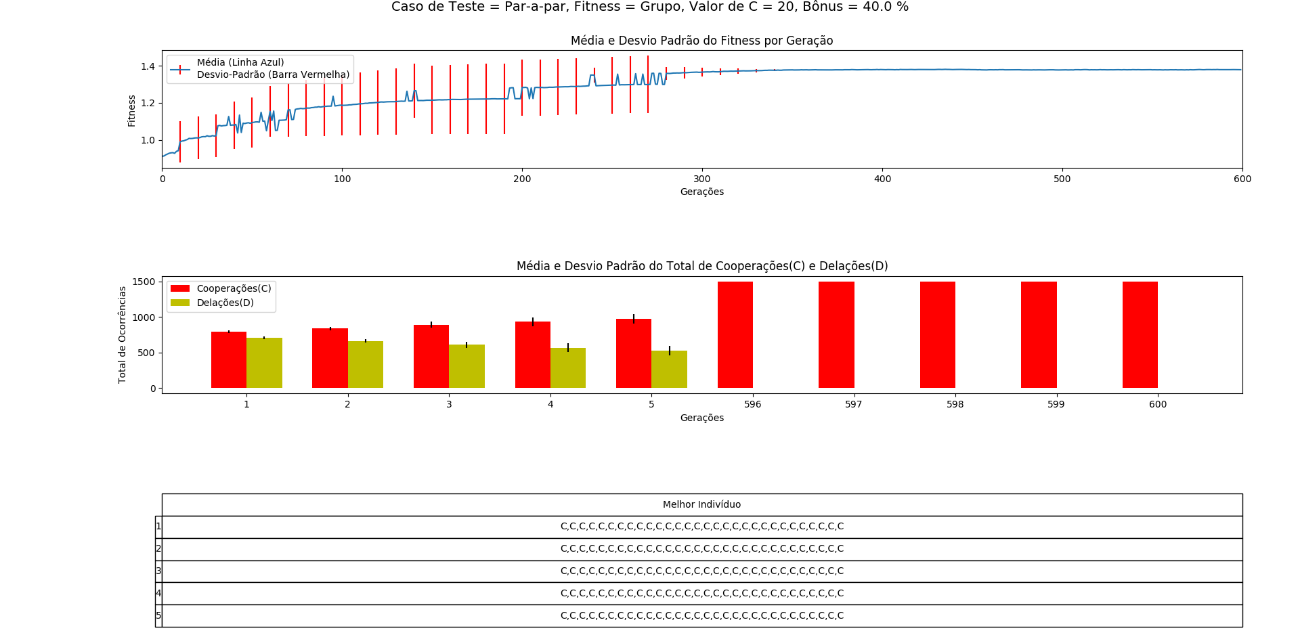 Caso de Teste = Par-a-par, Fitness = Grupo, Valor de C = 20, Bônus = 40.0 %
Média e Desvio Padrão do Fitness por Geração
Média (Linha Azul)
Desvio-Padrão (Barra Vermelha)
Fitness
1.4
1.2
1.0
0 100 200 300 400 500 600
Gerações
Média e Desvio Padrão do Total de Cooperações(C) e Delações(D)
Cooperações(C)
Delações(D)
Total de Ocorrências
1500
1000
500
0
1 2 3 4 5 596 597 598 599 600
Gerações
Melhor Indivíduo
1 C,C,C,C,C,C,C,C,C,C,C,C,C,C,C,C,C,C,C,C,C,C,C,C,C,C,C,C,C,C
2 C,C,C,C,C,C,C,C,C,C,C,C,C,C,C,C,C,C,C,C,C,C,C,C,C,C,C,C,C,C
3 C,C,C,C,C,C,C,C,C,C,C,C,C,C,C,C,C,C,C,C,C,C,C,C,C,C,C,C,C,C
4 C,C,C,C,C,C,C,C,C,C,C,C,C,C,C,C,C,C,C,C,C,C,C,C,C,C,C,C,C,C
5 C,C,C,C,C,C,C,C,C,C,C,C,C,C,C,C,C,C,C,C,C,C,C,C,C,C,C,C,C,C